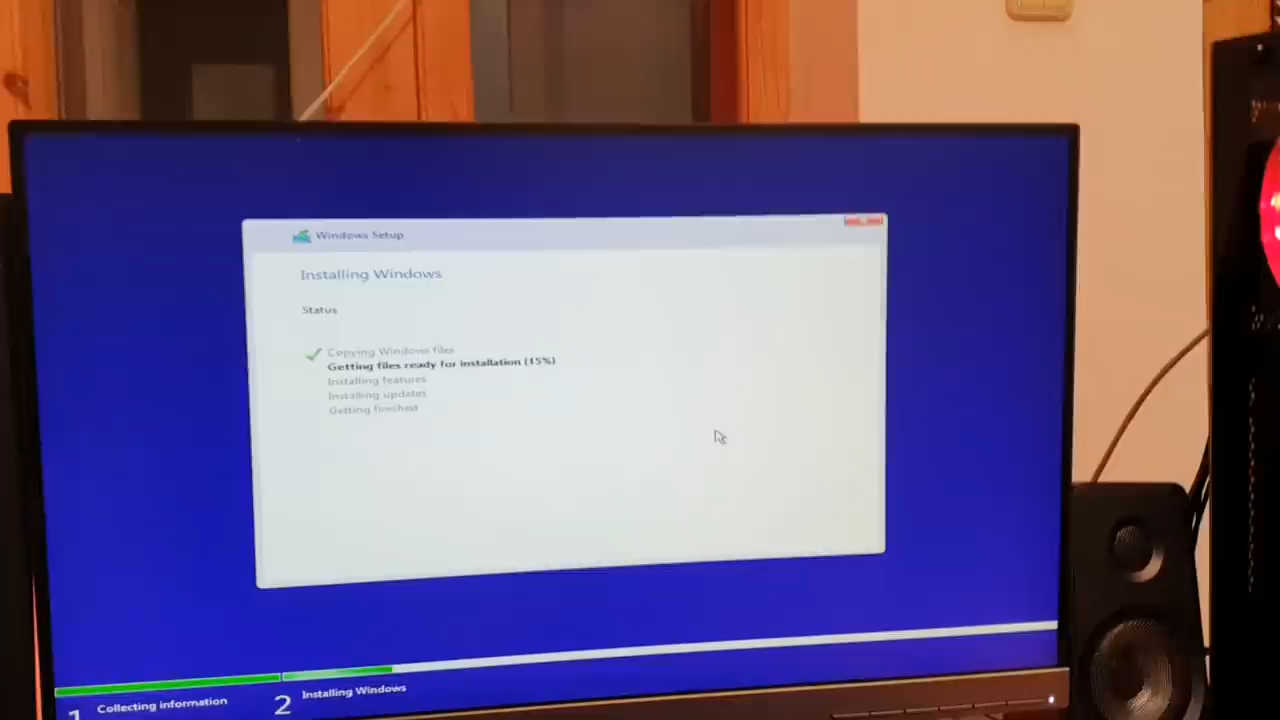 Windows Setup
Installing Windows
Status
Copying Windows files
Getting files ready for installation (15%)
Installing features
Installing updates
Getting finished
1 Collecting information
2 Installing Windows